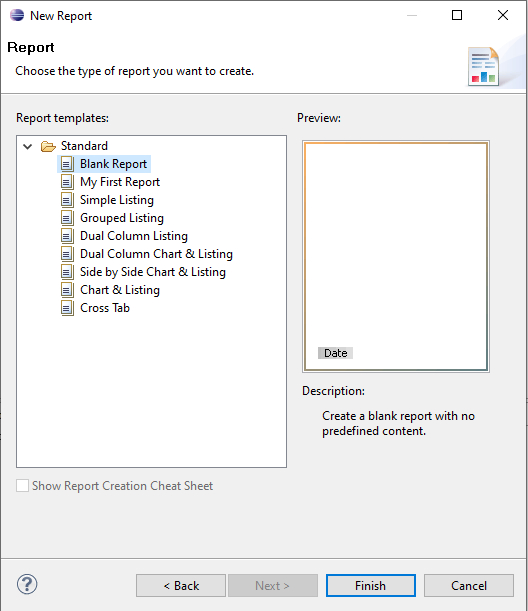 New Report
Report
Choose the type of report you want to create.
Report templates:
Preview:
Standard
Blank Report
My First Report
Simple Listing
Grouped Listing
Dual Column Listing
Dual Column Chart & Listing
Side by Side Chart & Listing
Chart & Listing
Cross Tab
Date
Description:
Create a blank report with no
predefined content.
Show Report Creation Cheat Sheet
? < Back Next > Finish Cancel